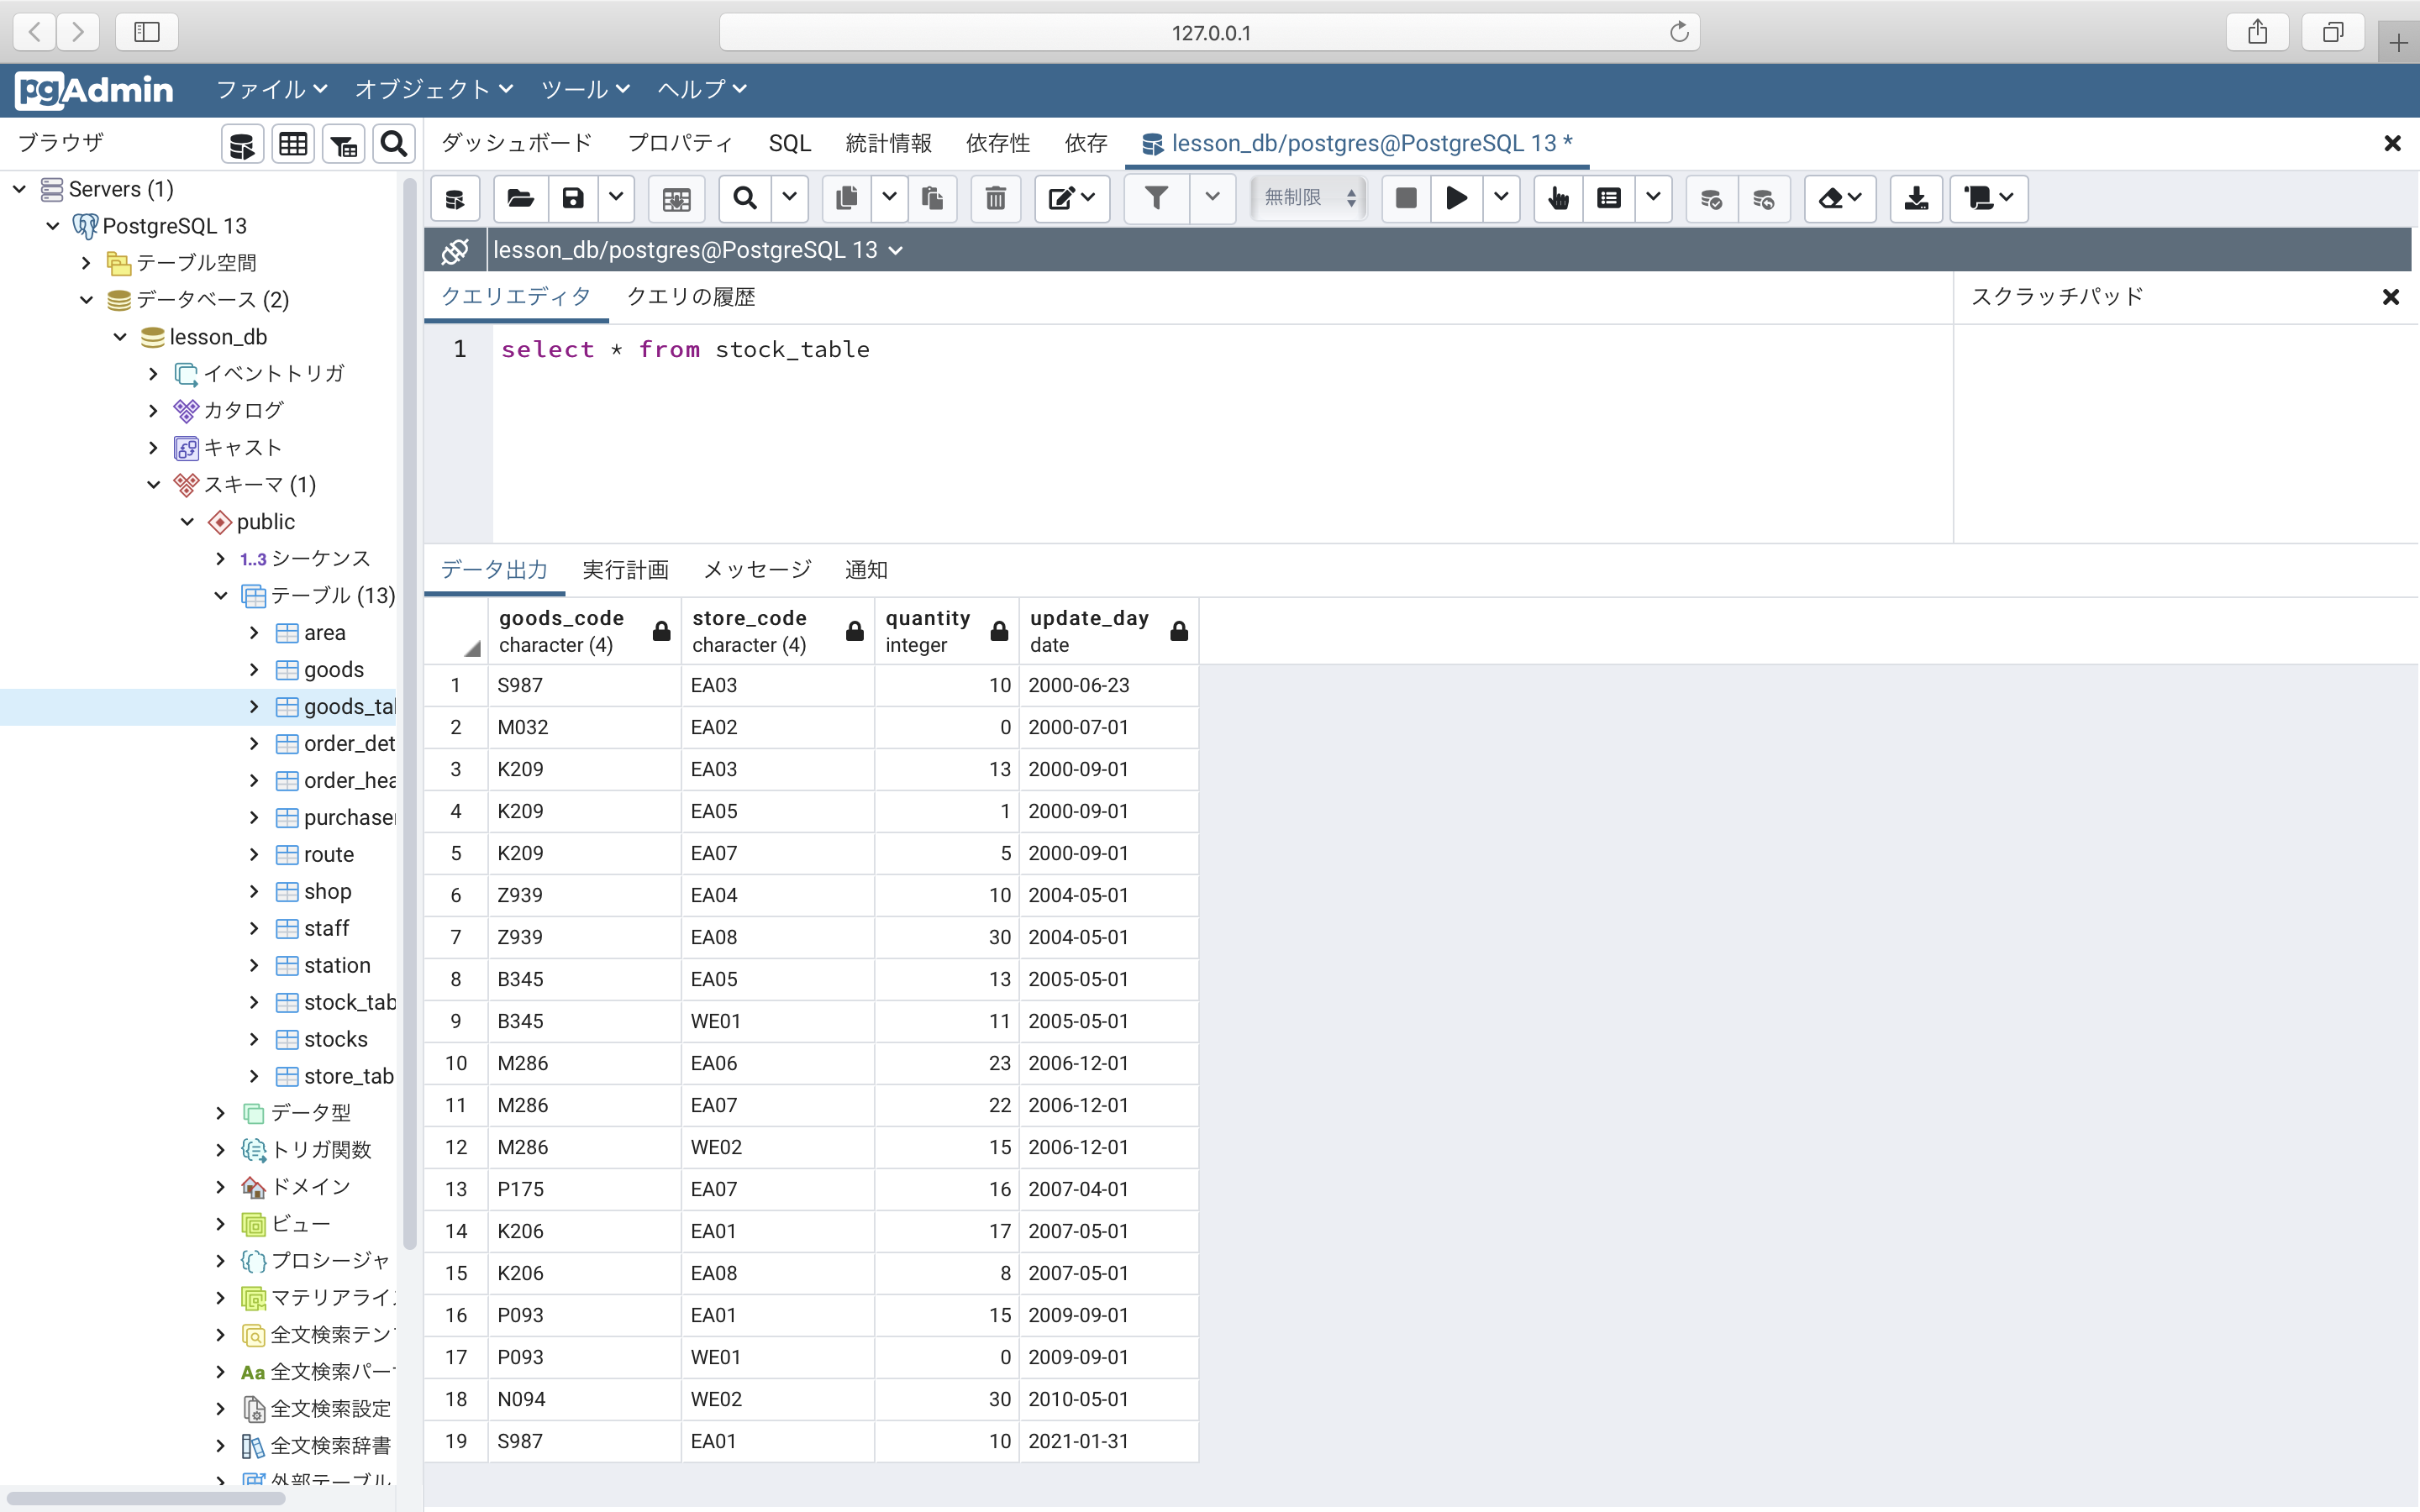 127.0.0.1
pgAdmin ファイル オブジェクト ツール ヘルプ
ブラウザ
ダッシュボード プロパティ SQL 統計情報 依存性 依存 lesson_db/postgres@PostgreSQL 13 *
Servers (1)
PostgreSQL 13
テーブル空間
データベース (2)
lesson_db
イベントトリガ
カタログ
キャスト
スキーマ (1)
public
1..3 シーケンス
テーブル (13)
area
goods
goods_tal
order_det
order_hea
purchaser
route
shop
staff
station
stock_tab
stocks
store_tab
データ型
トリガ関数
ドメイン
ビュー
プロシージャ
マテリアライ
全文検索テン
Aa 全文検索パー
全文検索設定
全文検索辞書
外部テーブル
無制限
lesson_db/postgres@PostgreSQL 13
クエリエディタ クエリの履歴
スクラッチパッド
1 select * from stock_table
データ出力 実行計画 メッセージ 通知
goods_code store_code quantity update_day
character (4) character (4) integer date
1 S987 EA03 10 2000-06-23
2 M032 EA02 0 2000-07-01
3 K209 EA03 13 2000-09-01
4 K209 EA05 1 2000-09-01
5 K209 EA07 5 2000-09-01
6 Z939 EA04 10 2004-05-01
7 Z939 EA08 30 2004-05-01
8 B345 EA05 13 2005-05-01
9 B345 WE01 11 2005-05-01
10 M286 EA06 23 2006-12-01
11 M286 EA07 22 2006-12-01
12 M286 WE02 15 2006-12-01
13 P175 EA07 16 2007-04-01
14 K206 EA01 17 2007-05-01
15 K206 EA08 8 2007-05-01
16 P093 EA01 15 2009-09-01
17 P093 WE01 0 2009-09-01
18 N094 WE02 30 2010-05-01
19 S987 EA01 10 2021-01-31